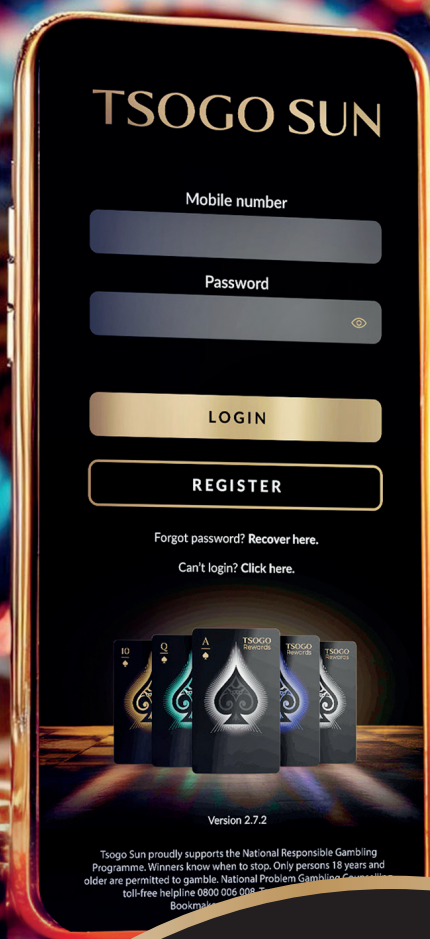 TSOGO SUN
Mobile number
Password
LOGIN
REGISTER
Forgot password? Recover here.
Can't login? Click here.
10
Q
A
TSOGO
Rewards
TSOGO
Rewards
TSOGO
Rewards
Version 2.7.2
Tsogo Sun proudly supports the National Responsible Gambling
Programme. Winners know when to stop. Only persons 18 years and
older are permitted to gamble. National Problem Gambling
toll-free helpline 0800 006 008.